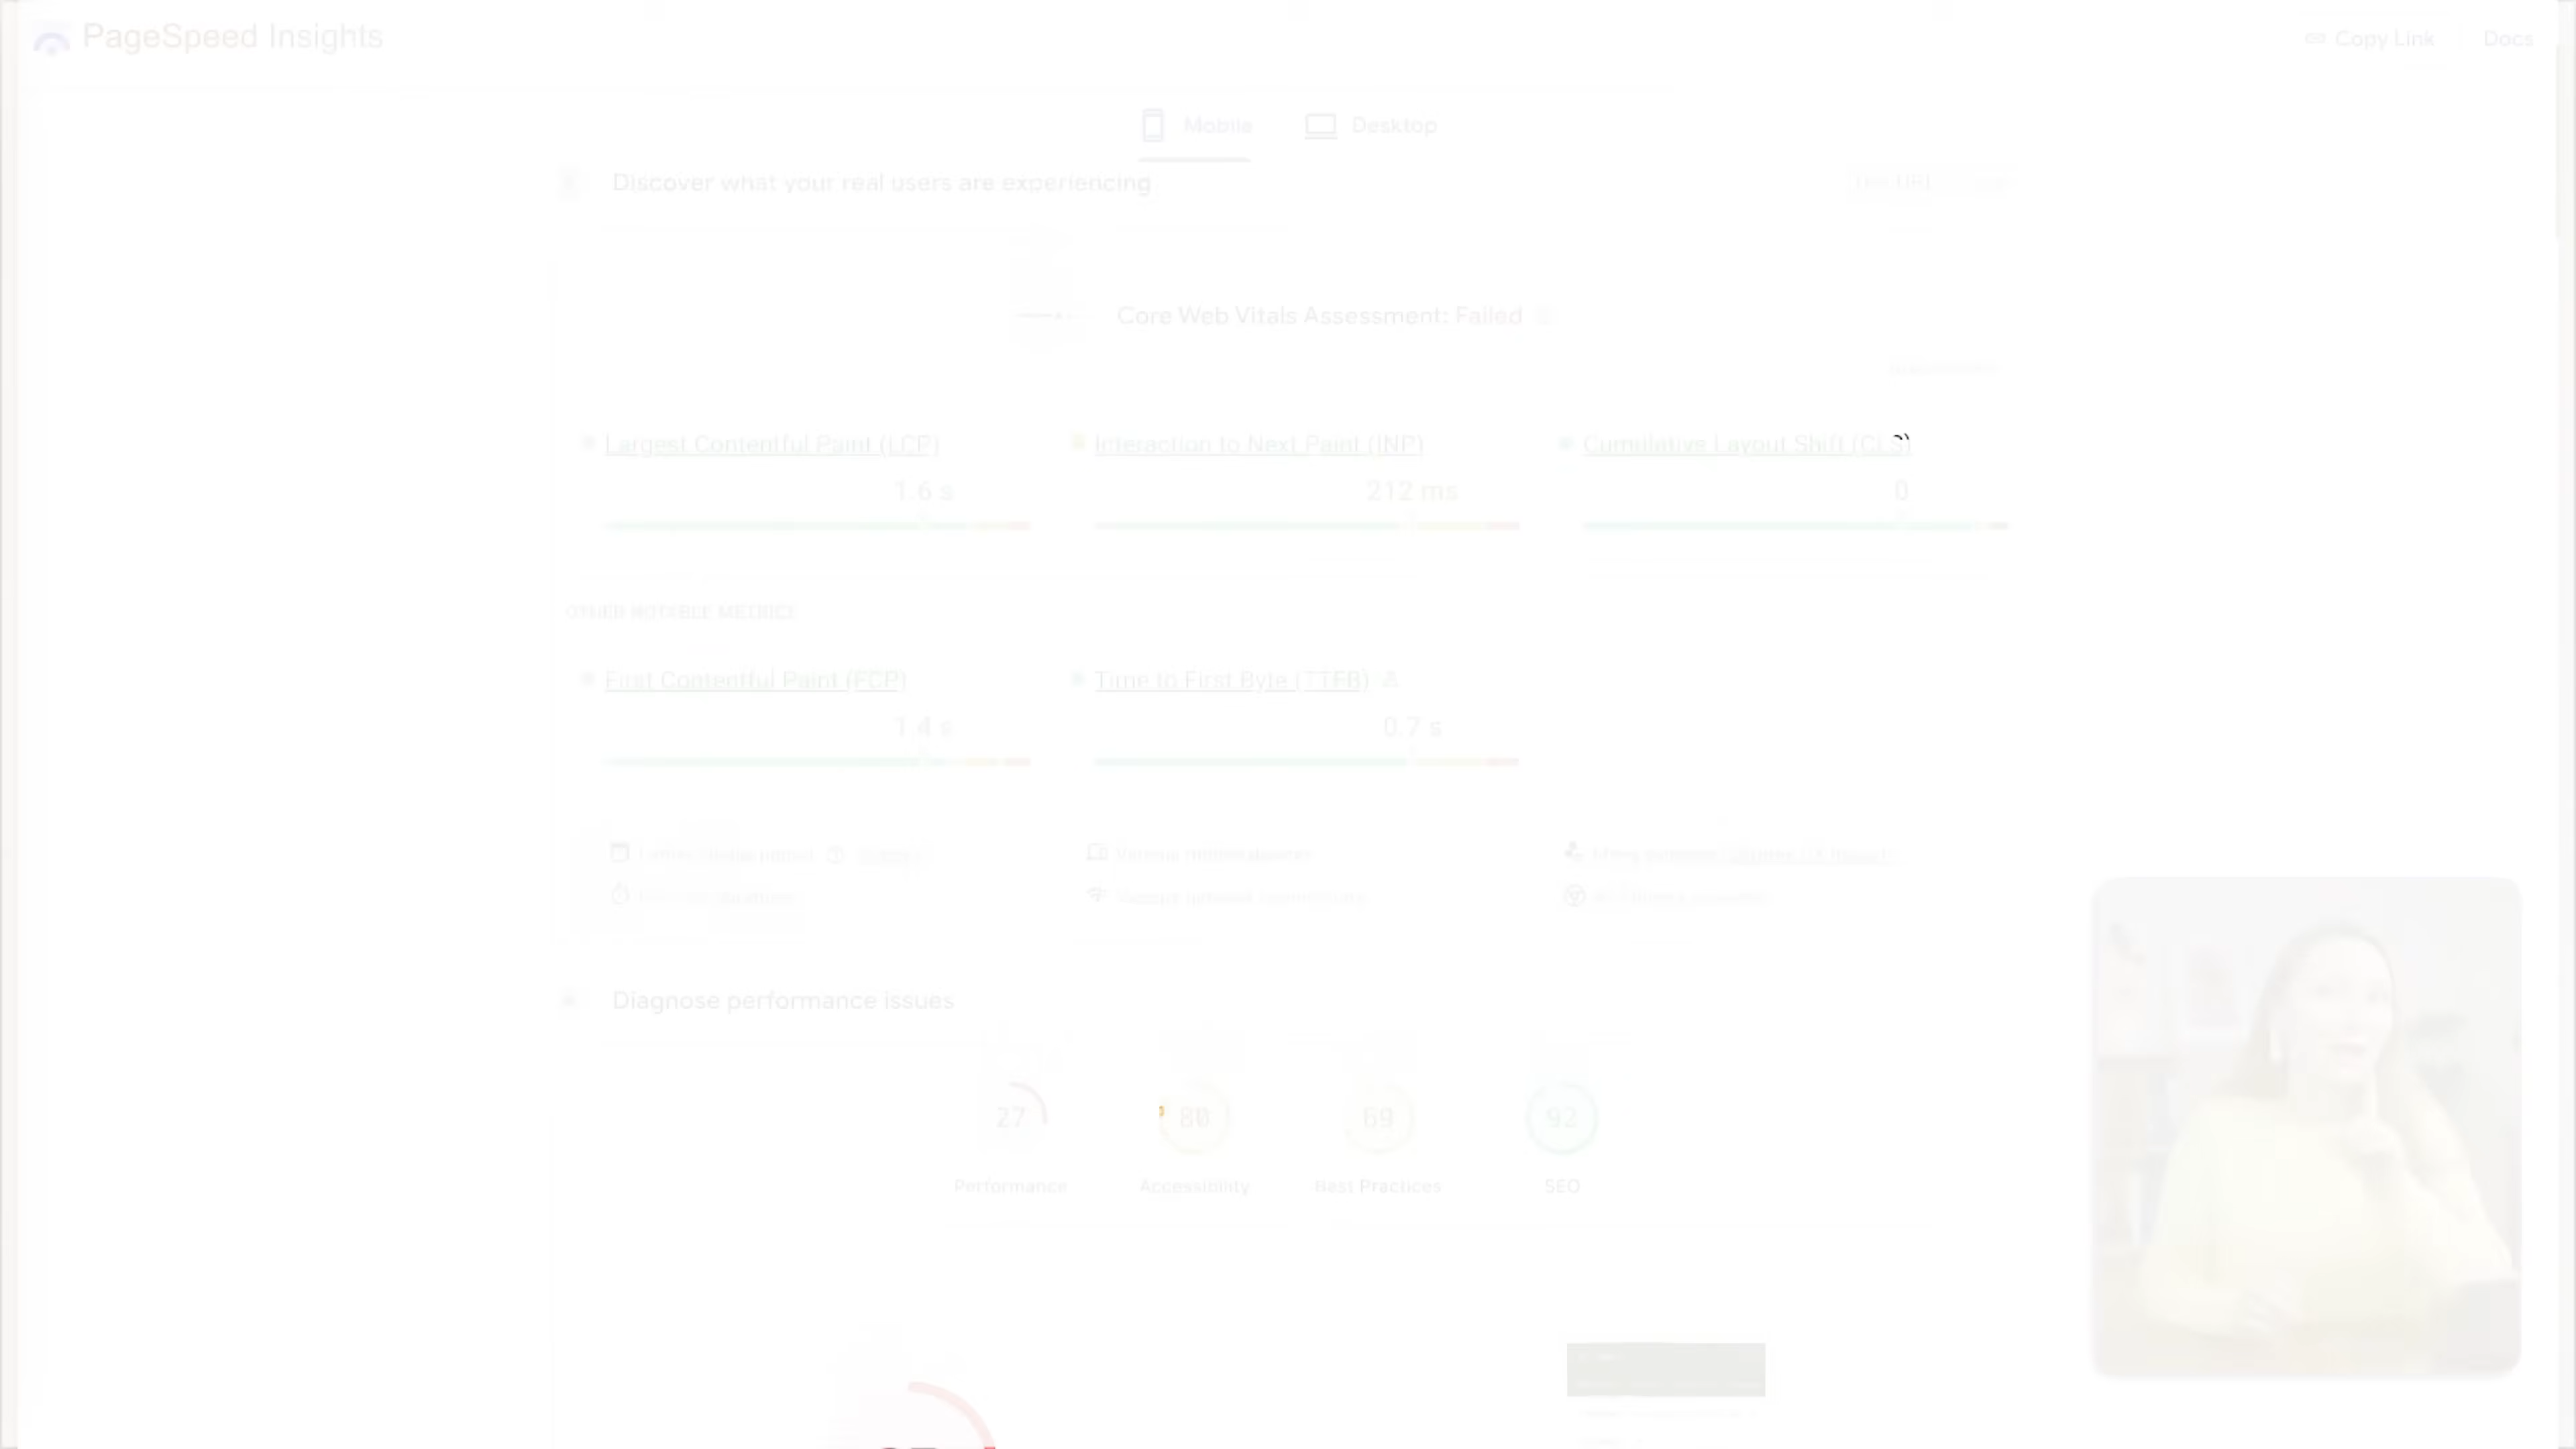 PageSpeed Insights
Copy Link
Docs
Mobile
Desktop
Discover what your real users are experiencing
Core Web Vitals Assessment: Failed
Largest Contentful Paint (LCP)
1.6 s
Interaction to Next Paint (INP)
212 ms
Cumulative Layout Shift (CLS)
0
OTHER NOTABLE METRICS
First Contentful Paint (FCP)
1.4 s
Time to First Byte (TTFB)
0.7 s
Diagnose performance issues
27
80
69
92
Performance
Accessibility
Best Practices
SEO